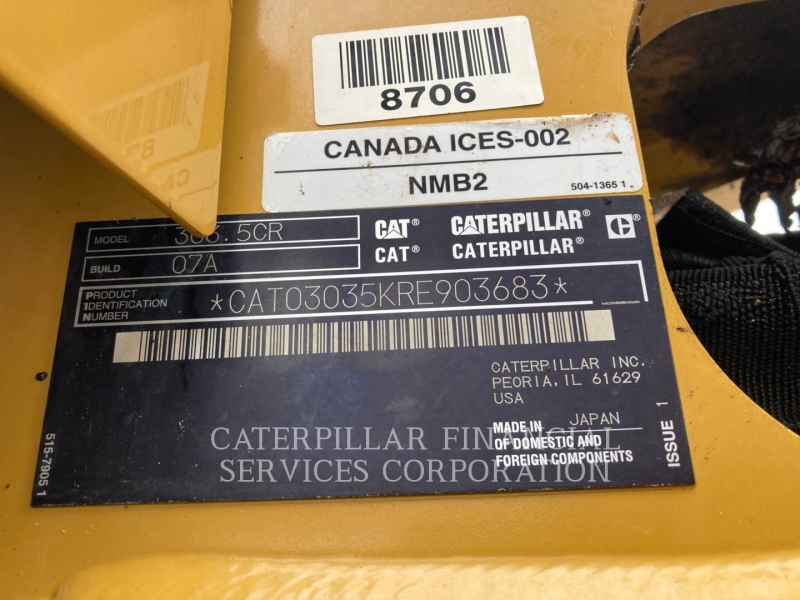 8706
CANADA ICES-002
NMB2
504-1365 1
MODEL 303.5CR
BUILD 07A
CAT CATERPILLAR
CAT® CATERPILLAR®
PRODUCT
IDENTIFICATION
NUMBER
*CAT03035KRE903683*
CATERPILLAR INC.
PEORIA, IL 61629
USA
MADE IN JAPAN
OF DOMESTIC AND
FOREIGN COMPONENTS
ISSUE 1
515-7905 1
CATERPILLAR FINANCIAL
SERVICES CORPORATION